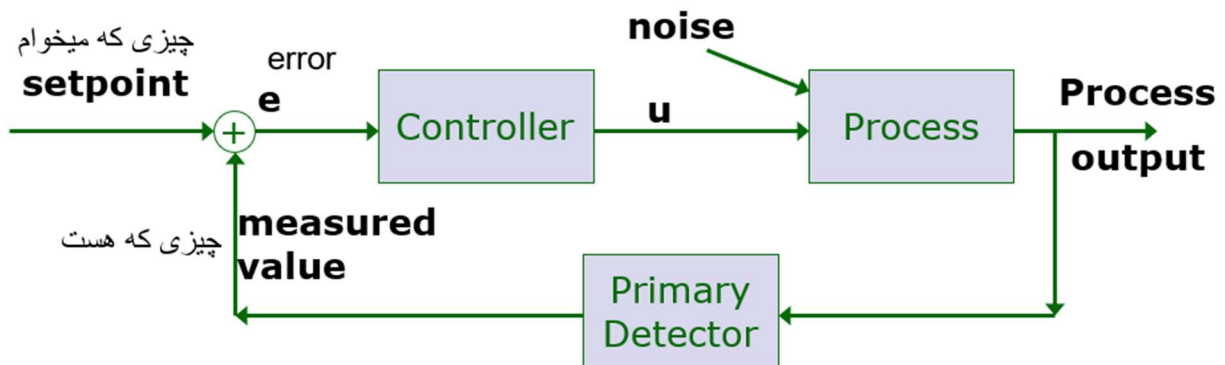 چیزی که میخوام
setpoint
error
e
+
Controller
u
noise
Process
Process
output
چیزی که هست
measured
value
Primary
Detector